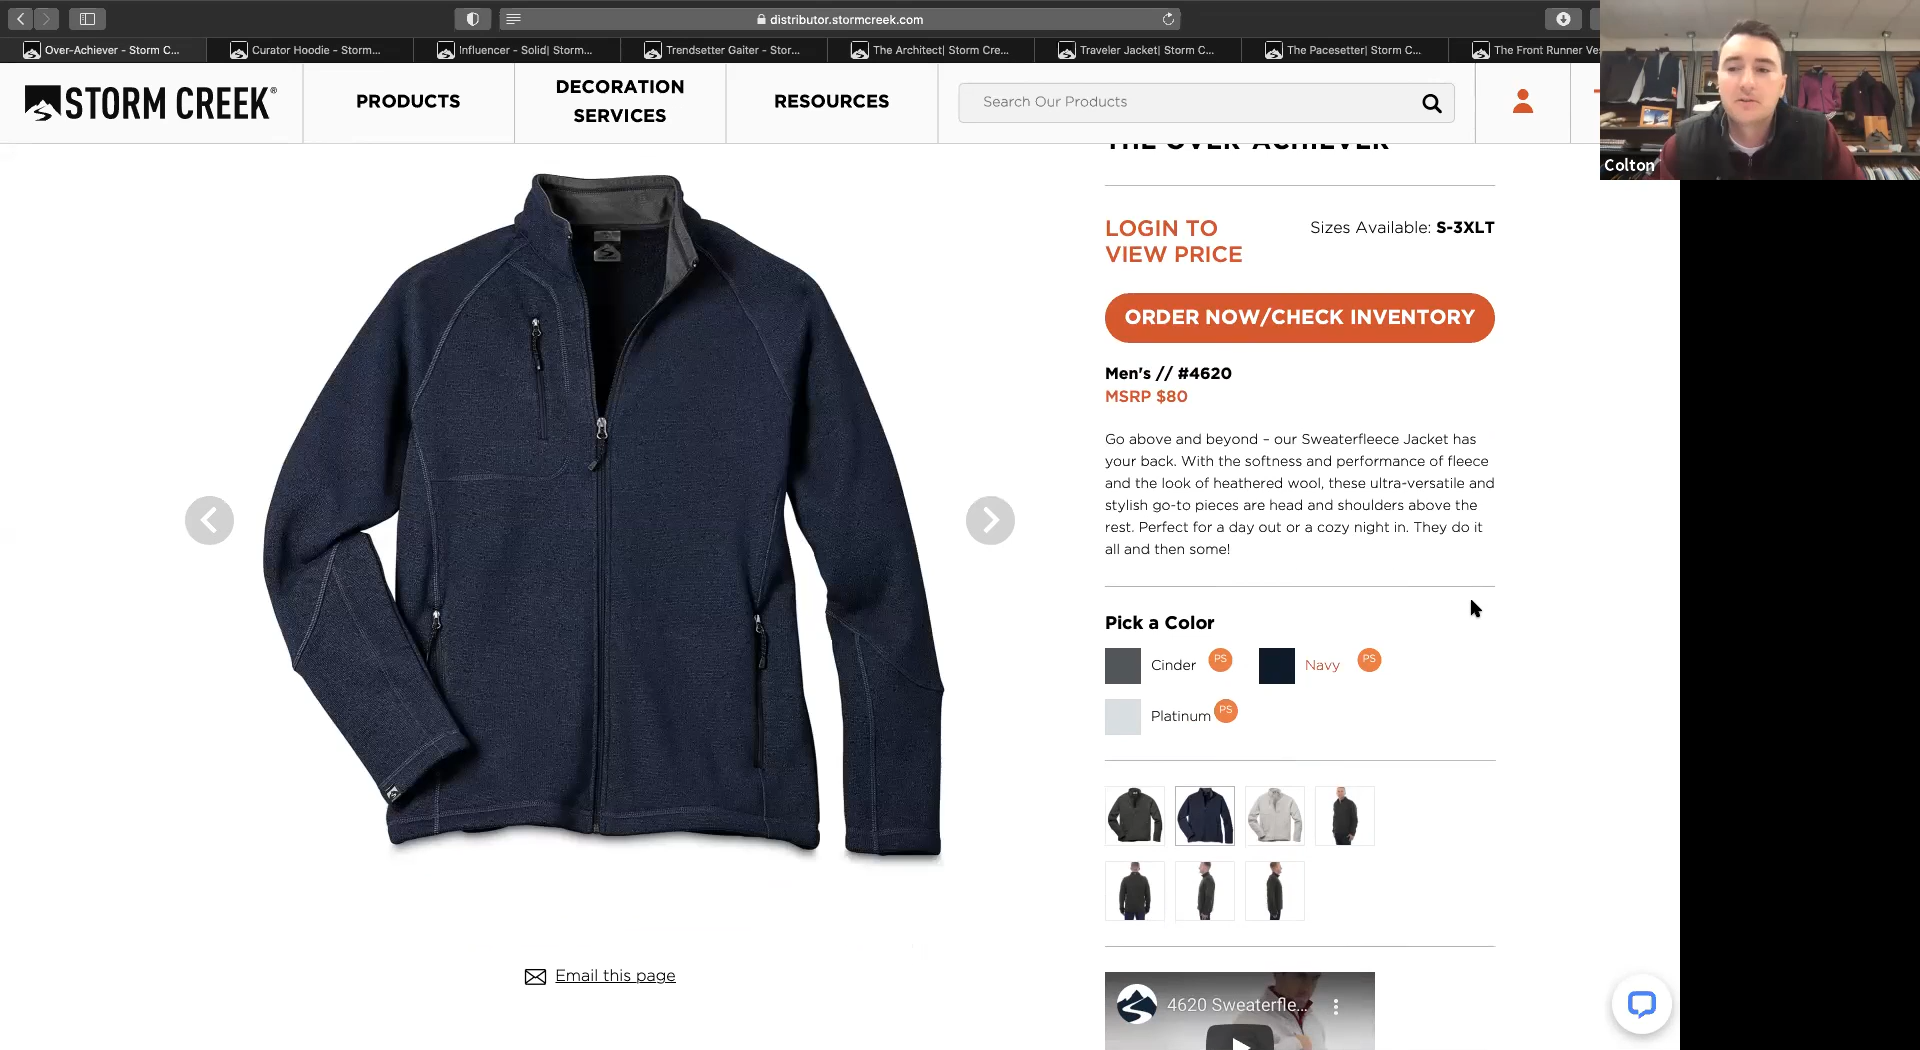 distributor.stormcreek.com
Over-Achiever - Storm C...
Curator Hoodie - Storm...
Influencer - Solid| Storm...
Trendsetter Gaiter - Stor...
The Architect| Storm Cre...
Traveler Jacket| Storm C...
The Pacesetter| Storm C...
The Front Runner Ves
STORM CREEK®
PRODUCTS
DECORATION
SERVICES
RESOURCES
Search Our Products
Colton
THE OVER-ACHIEVER
LOGIN TO
VIEW PRICE
Sizes Available: S-3XLT
ORDER NOW/CHECK INVENTORY
Men's // #4620
MSRP $80
Go above and beyond – our Sweaterfleece Jacket has
your back. With the softness and performance of fleece
and the look of heathered wool, these ultra-versatile and
stylish go-to pieces are head and shoulders above the
rest. Perfect for a day out or a cozy night in. They do it
all and then some!
Pick a Color
Cinder PS
Navy PS
Platinum PS
Email this page
4620 Sweaterfle...